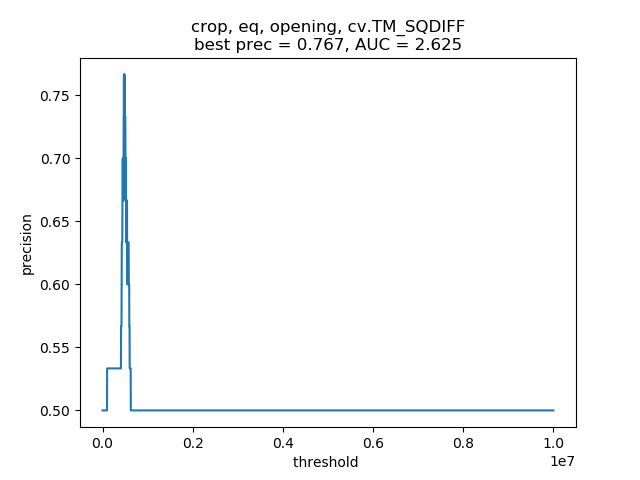 crop, eq, opening, cv.TM_SQDIFF
best prec = 0.767, AUC = 2.625
0.75
0.70
0.65
0.60
0.55
0.50
precision
0.0 0.2 0.4 0.6 0.8 1.0
1e7
threshold